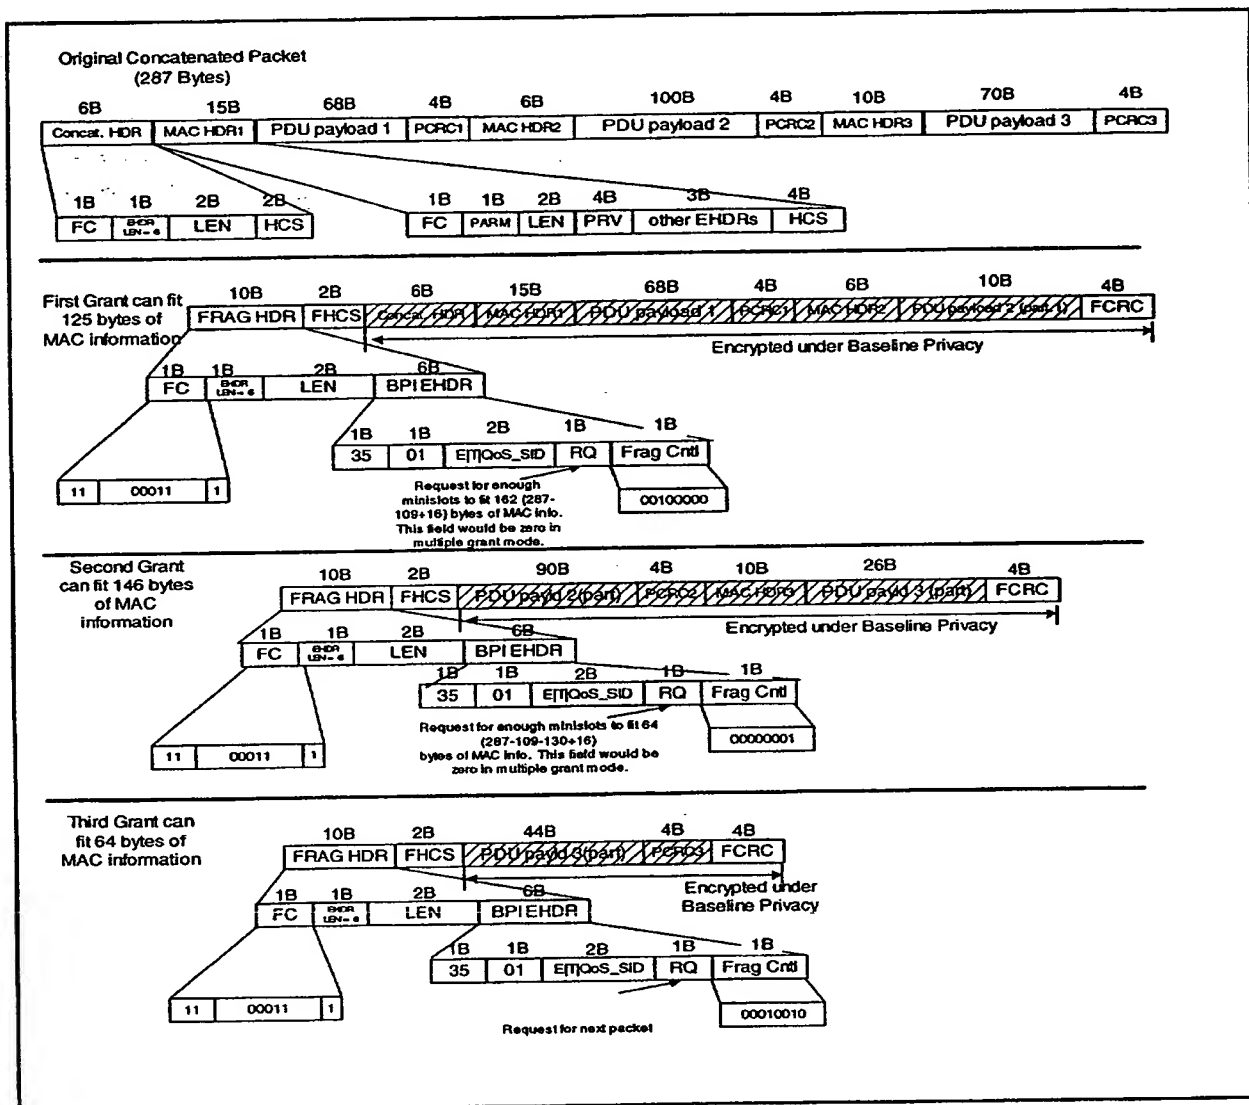 Original Concatenated Packet
(287 Bytes)
6B 15B 68B 4B 6B 100B 4B 10B 70B 4B
Concat. HDR MAC HDR1 PDU payload 1 PCRC1 MAC HDR2 PDU payload 2 PCRC2 MAC HDR3 PDU payload 3 PCRC3
1B 1B 2B 2B 1B 1B 2B 4B 3B 4B
FC EHDR LEN = 6 LEN HCS FC PARM LEN PRV other EHDRs HCS
First Grant can fit
125 bytes of
MAC information
10B 2B 6B 15B 68B 4B 6B 10B 4B
FRAG HDR FHCS Concat. HDR MAC HDR1 PDU payload 1 PCRC1 MAC HDR2 PDU payload 2 (part 1) FCRC
Encrypted under Baseline Privacy
1B 1B 2B 6B
FC EHDR LEN = 6 LEN BPI EHDR
1B 1B 2B 1B 1B
35 01 E[T]QoS_SID RQ Frag Cntl
11 00011 1
Request for enough
minislots to fit 162 (287-
109+16) bytes of MAC info.
This field would be zero in
multiple grant mode.
00100000
Second Grant
can fit 146 bytes
of MAC
information
10B 2B 90B 4B 10B 26B 4B
FRAG HDR FHCS PDU payld 2(part) PCRC2 MAC HDR3 PDU payld 3 (part) FCRC
Encrypted under Baseline Privacy
1B 1B 2B 6B
FC EHDR LEN = 6 LEN BPI EHDR
1B 1B 2B 1B 1B
35 01 E[T]QoS_SID RQ Frag Cntl
11 00011 1
Request for enough minislots to fit 64
(287-109-130+16)
bytes of MAC info. This field would be
zero in multiple grant mode.
00000001
Third Grant can
fit 64 bytes of
MAC information
10B 2B 44B 4B 4B
FRAG HDR FHCS PDU payld 3(part) PCRC3 FCRC
Encrypted under
Baseline Privacy
1B 1B 2B 6B
FC EHDR LEN = 6 LEN BPI EHDR
1B 1B 2B 1B 1B
35 01 E[T]QoS_SID RQ Frag Cntl
11 00011 1
Request for next packet
00010010